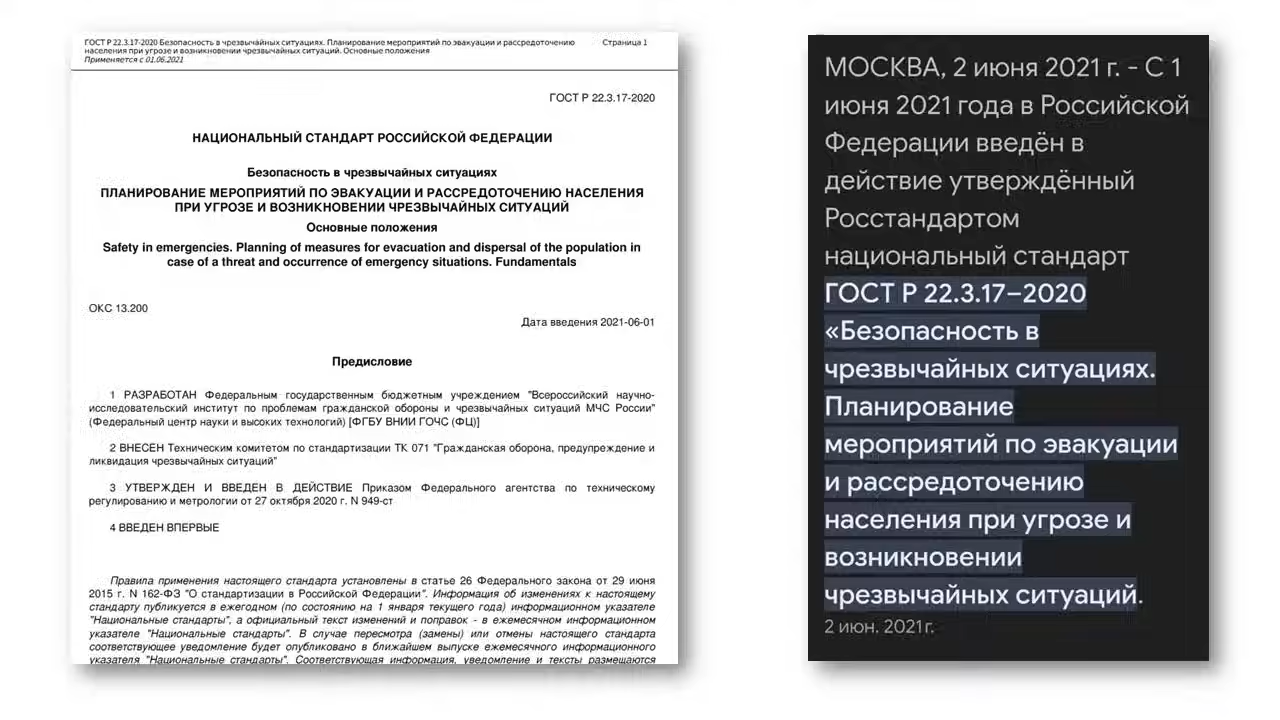 ГОСТ Р 22.3.17-2020 Безопасность в чрезвычайных ситуациях. Планирование мероприятий по эвакуации и рассредоточению
населения при угрозе и возникновении чрезвычайных ситуаций. Основные положения
Применяется с 01.06.2021
Страница 1
ГОСТ Р 22.3.17-2020
НАЦИОНАЛЬНЫЙ СТАНДАРТ РОССИЙСКОЙ ФЕДЕРАЦИИ
Безопасность в чрезвычайных ситуациях
ПЛАНИРОВАНИЕ МЕРОПРИЯТИЙ ПО ЭВАКУАЦИИ И РАССРЕДОТОЧЕНИЮ НАСЕЛЕНИЯ
ПРИ УГРОЗЕ И ВОЗНИКНОВЕНИИ ЧРЕЗВЫЧАЙНЫХ СИТУАЦИЙ
Основные положения
Safety in emergencies. Planning of measures for evacuation and dispersal of the population in
case of a threat and occurrence of emergency situations. Fundamentals
ОКС 13.200
Дата введения 2021-06-01
Предисловие
1 РАЗРАБОТАН Федеральным государственным бюджетным учреждением "Всероссийский научно-
исследовательский институт по проблемам гражданской обороны и чрезвычайных ситуаций МЧС России"
(Федеральный центр науки и высоких технологий) [ФГБУ ВНИИ ГОЧС (ФЦ)]
2 ВНЕСЕН Техническим комитетом по стандартизации ТК 071 "Гражданская оборона, предупреждение и
ликвидация чрезвычайных ситуаций"
3 УТВЕРЖДЕН И ВВЕДЕН В ДЕЙСТВИЕ Приказом Федерального агентства по техническому
регулированию и метрологии от 27 октября 2020 г. N 949-ст
4 ВВЕДЕН ВПЕРВЫЕ
Правила применения настоящего стандарта установлены в статье 26 Федерального закона от 29 июня
2015 г. N 162-ФЗ "О стандартизации в Российской Федерации". Информация об изменениях к настоящему
стандарту публикуется в ежегодном (по состоянию на 1 января текущего года) информационном указателе
"Национальные стандарты", а официальный текст изменений и поправок - в ежемесячном информационном
указателе "Национальные стандарты". В случае пересмотра (замены) или отмены настоящего стандарта
соответствующее уведомление будет опубликовано в ближайшем выпуске ежемесячного информационного
указателя "Национальные стандарты". Соответствующая информация, уведомление и тексты размещаются
МОСКВА, 2 июня 2021 г. - С 1
июня 2021 года в Российской
Федерации введён в
действие утверждённый
Росстандартом
национальный стандарт
ГОСТ Р 22.3.17–2020
«Безопасность в
чрезвычайных ситуациях.
Планирование
мероприятий по эвакуации
и рассредоточению
населения при угрозе и
возникновении
чрезвычайных ситуаций.
2 июн. 2021 г.